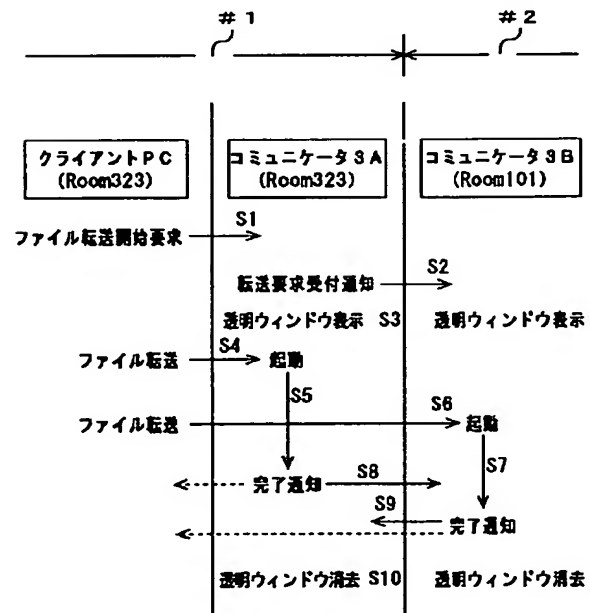 #1
#2
クライアントPC
(Room323)
コミュニケータ3A
(Room323)
コミュニケータ3B
(Room101)
ファイル転送開始要求
S1
転送要求受付通知
S2
透明ウィンドウ表示 S3
透明ウィンドウ表示
ファイル転送
S4
起動
S5
ファイル転送
S6
起動
S7
完了通知
S8
S9
完了通知
透明ウィンドウ消去 S10
透明ウィンドウ消去